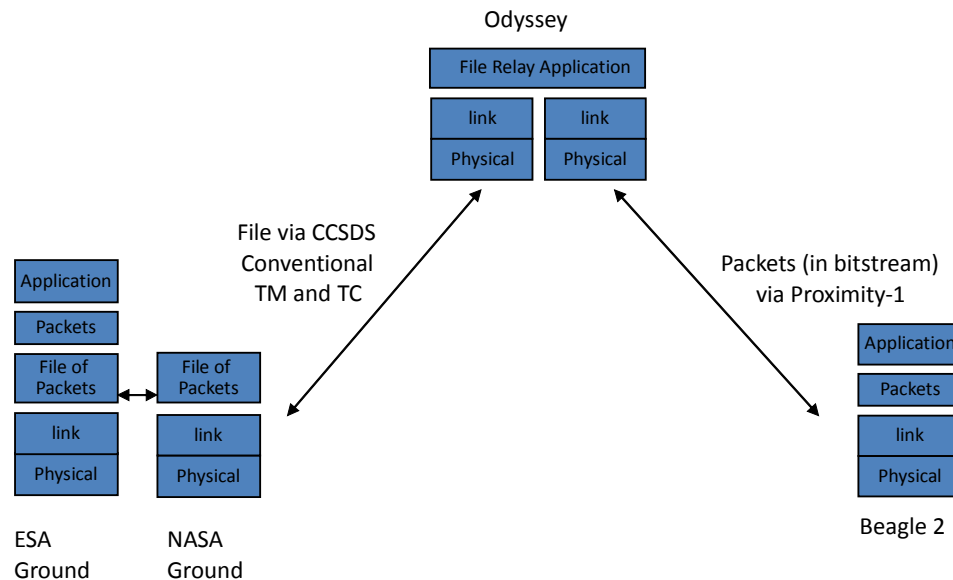 Odyssey
File Relay Application
link
Physical
link
Physical
File via CCSDS
Conventional
TM and TC
Packets (in bitstream)
via Proximity-1
Application
Packets
File of
Packets
link
Physical
ESA
Ground
File of
Packets
link
Physical
NASA
Ground
Application
Packets
link
Physical
Beagle 2